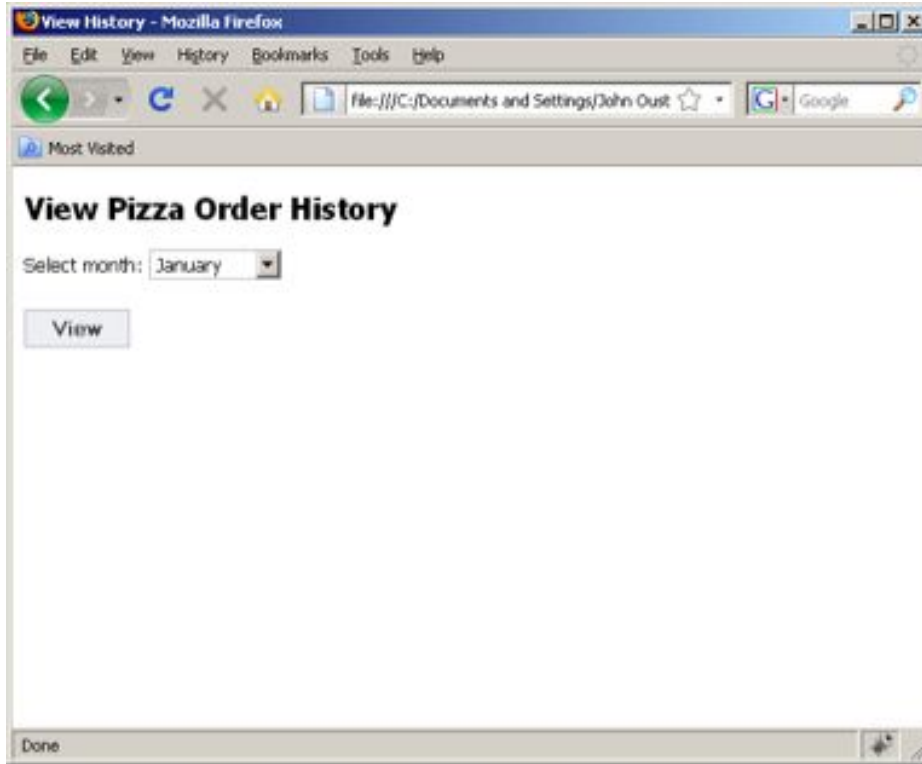 View History - Mozilla Firefox
File Edit View History Bookmarks Tools Help
file:///C:/Documents and Settings/John Oust G Google
Most Visited
View Pizza Order History
Select month: January
View
Done